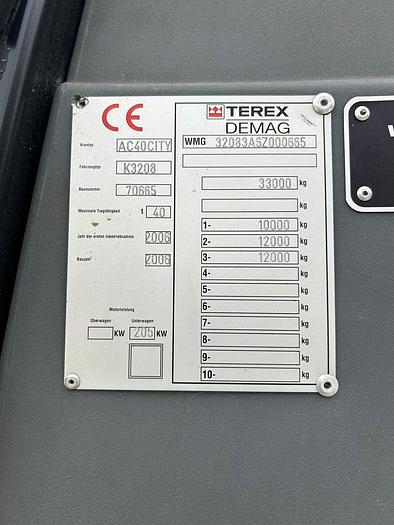 CE
Krantyp AC40CITY
Fahrzeugtyp K3208
Baunummer 70665
Maximale Tragfähigkeit t 40
Jahr der ersten Inbetriebnahme 2006
Baujahr 2006
Motorleistung
Oberwagen Unterwagen
KW 205 KW
TEREX
DEMAG
WMG 32083A6Z000665
33000 kg
kg
1- 10000 kg
2- 12000 kg
3- 12000 kg
4- kg
5- kg
6- kg
7- kg
8- kg
9- kg
10- kg